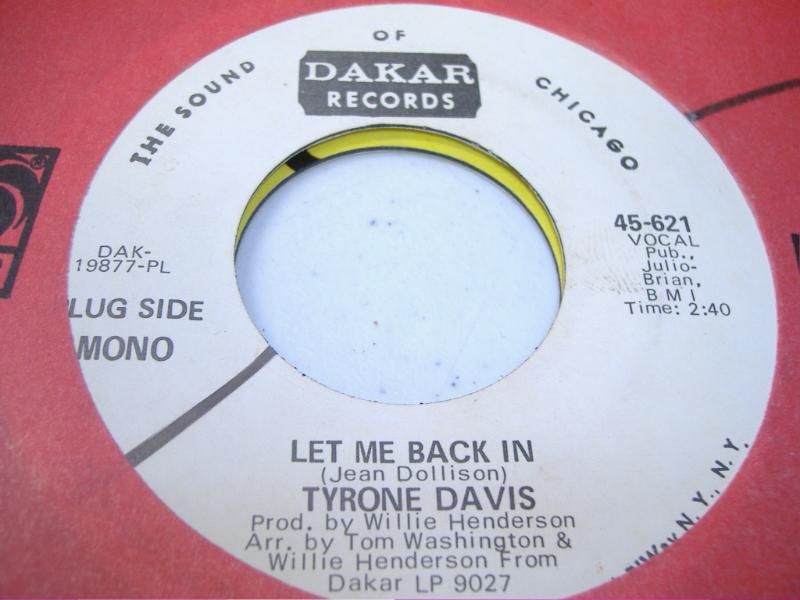 THE SOUND OF CHICAGO
DAKAR
RECORDS
DAK-
19877-PL
LUG SIDE
MONO
45-621
VOCAL
Pub.,
Julio-
Brian,
BMI
Time: 2:40
LET ME BACK IN
(Jean Dollison)
TYRONE DAVIS
Prod. by Willie Henderson
Arr. by Tom Washington &
Willie Henderson From
Dakar LP 9027
N.Y., N.Y.